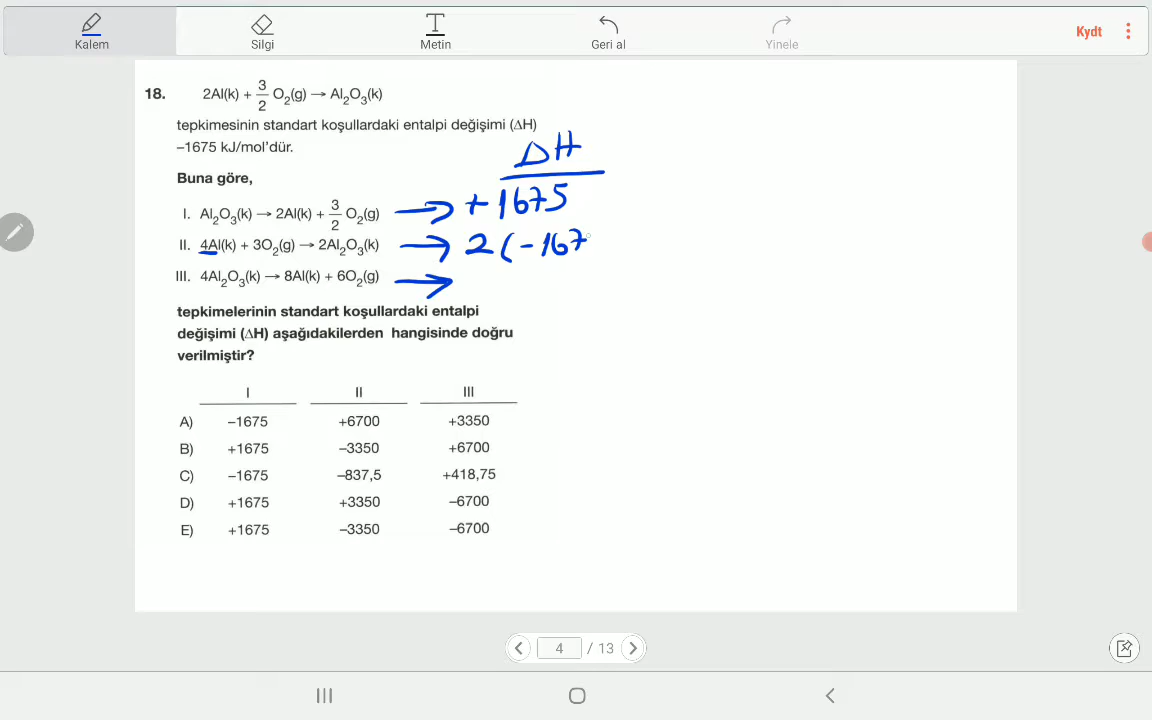 Kalem Silgi Metin Geri al Yinele Kydt
18. 2Al(k) + 3/2 O₂(g) → Al₂O₃(k)
tepkimesinin standart koşullardaki entalpi değişimi (ΔH)
–1675 kJ/mol'dür.
ΔH
Buna göre,
I. Al₂O₃(k) → 2Al(k) + 3/2 O₂(g) → +1675
II. 4Al(k) + 3O₂(g) → 2Al₂O₃(k) → 2(-167
III. 4Al₂O₃(k) → 8Al(k) + 6O₂(g) →
tepkimelerinin standart koşullardaki entalpi
değişimi (ΔH) aşağıdakilerden hangisinde doğru
verilmiştir?
I II III
A) –1675 +6700 +3350
B) +1675 –3350 +6700
C) –1675 –837,5 +418,75
D) +1675 +3350 –6700
E) +1675 –3350 –6700
4 / 13